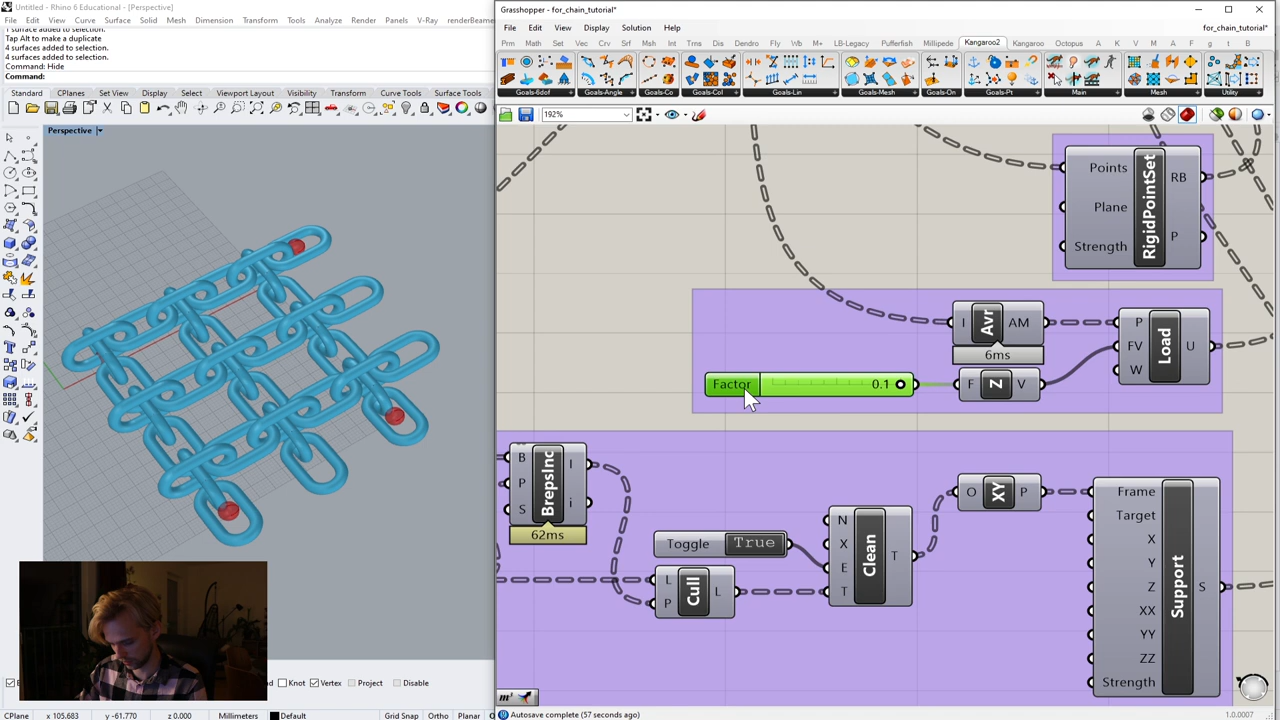 Untitled - Rhino 6 Educational - [Perspective]
File Edit View Curve Surface Solid Mesh Dimension Transform Tools Analyze Render Panels V-Ray
1 surface added to selection.
Tap Alt to make a duplicate
4 surfaces added to selection.
4 surfaces added to selection.
Command: Hide
Command:
Standard CPlanes Set View Display Select Viewport Layout Visibility Transform Curve Tools Surface Tools
Perspective
Knot Vertex Project Disable
CPlane x 105.683 y -61.770 z 0.000 Millimeters Default Grid Snap Ortho Planar
Grasshopper - for_chain_tutorial*
File Edit View Display Solution Help for_chain_tutorial*
Prm Math Set Vec Crv Srf Msh Int Trns Dis Dendro Fly Wb M+ LB-Legacy Pufferfish Millipede Kangaroo2 Kangaroo Octopus A K V M A F g t B
Goals-6dof Goals-Angle Goals-Co Goals-Col Goals-Lin Goals-Mesh Goals-On Goals-Pt Main Mesh Utility
192%
Points
Plane
Strength
RigidPointSet
RB
P
I Avr AM
6ms
P
FV
W
Load
U
Factor 0.1
F Z V
B
P
S
BrepsInc
I
i
62ms
Toggle True
L
P
Cull
L
N
X
E
T
Clean
T
O XY P
Frame
Target
X
Y
Z
XX
YY
ZZ
Strength
Support
S
Autosave complete (57 seconds ago)
1.0.0007